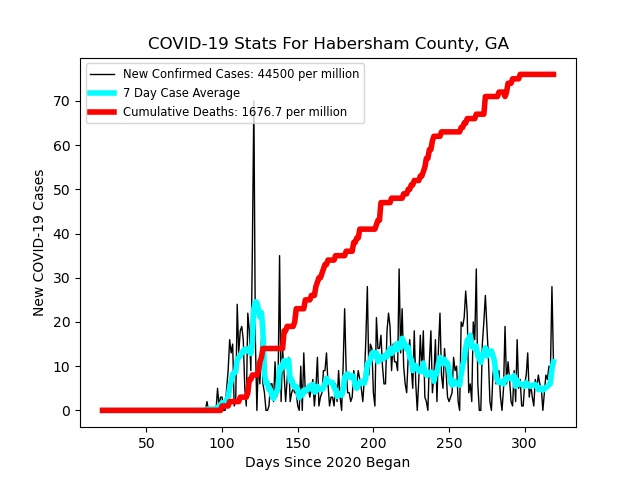 COVID-19 Stats For Habersham County, GA
New Confirmed Cases: 44500 per million
7 Day Case Average
Cumulative Deaths: 1676.7 per million
New COVID-19 Cases
70
60
50
40
30
20
10
0
50 100 150 200 250 300
Days Since 2020 Began